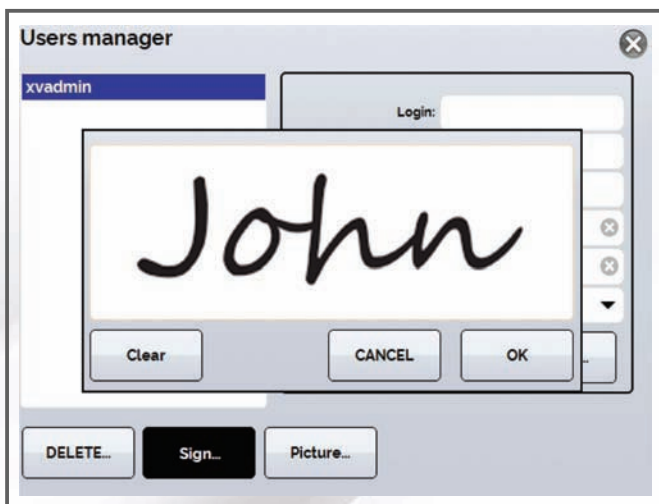 Users manager
xvadmin
Login:
John
Clear
CANCEL
OK
...
DELETE...
Sign...
Picture...